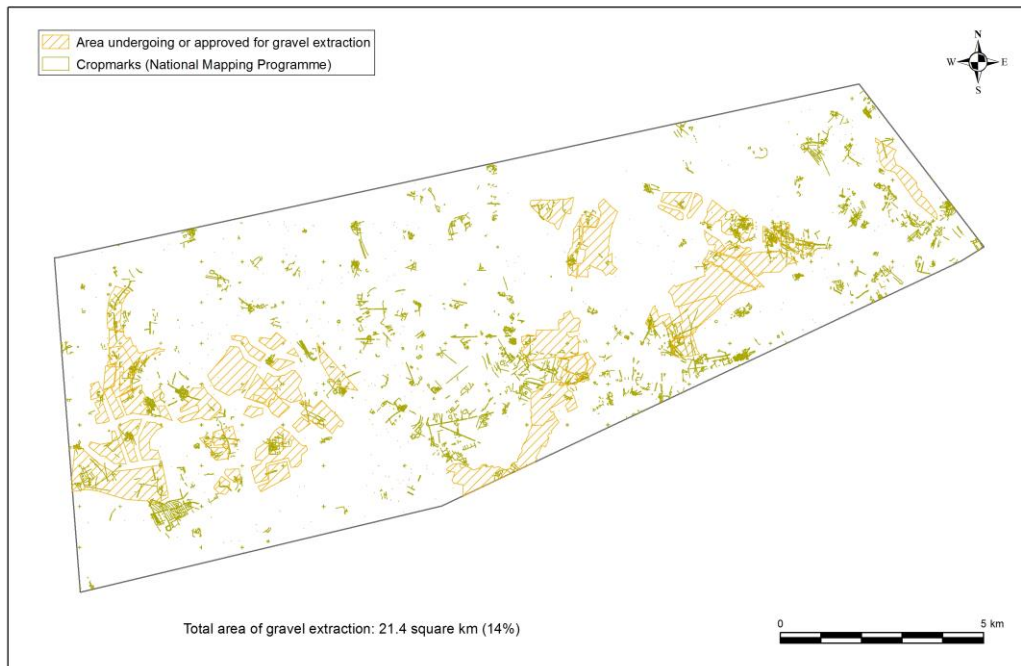 Area undergoing or approved for gravel extraction
Cropmarks (National Mapping Programme)
N
W E
S
Total area of gravel extraction: 21.4 square km (14%)
0 5 km